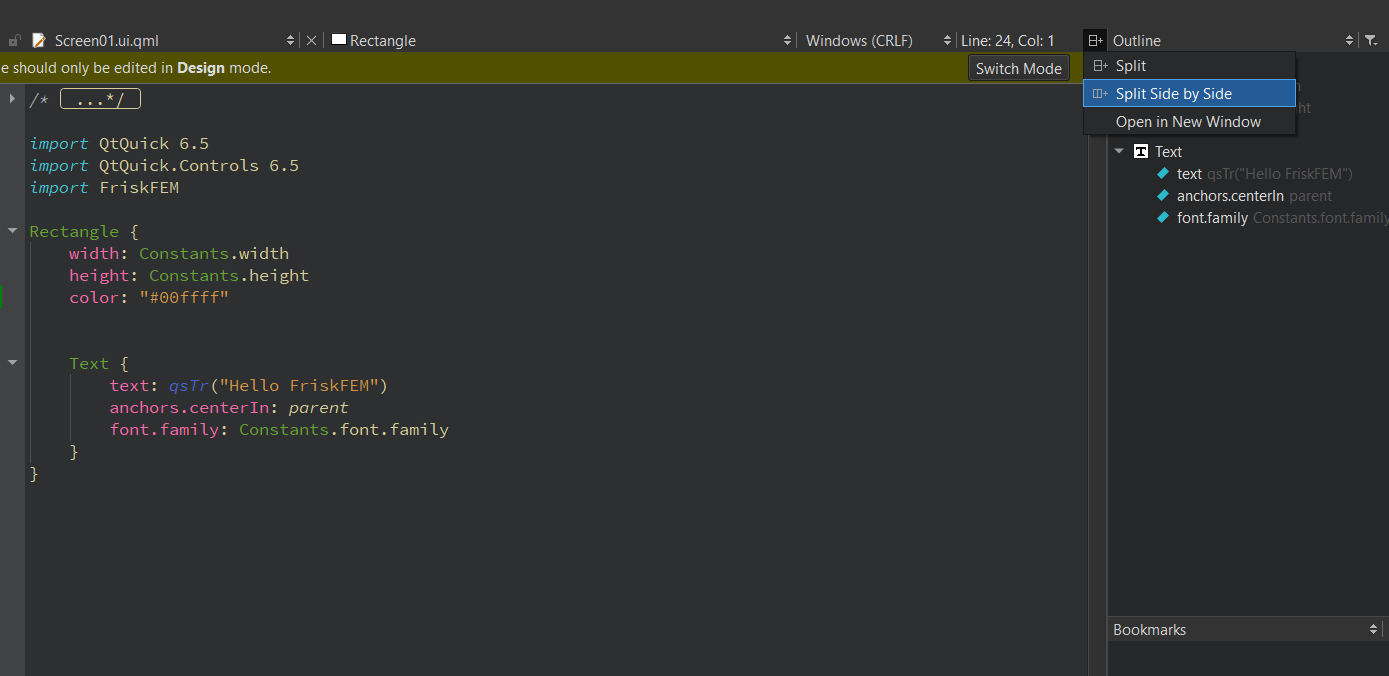 Screen01.ui.qml Rectangle Windows (CRLF) Line: 24, Col: 1 Outline
e should only be edited in Design mode. Switch Mode
Split
Split Side by Side
Open in New Window
ht
/* ...*/
import QtQuick 6.5
import QtQuick.Controls 6.5
import FriskFEM
Rectangle {
width: Constants.width
height: Constants.height
color: "#00ffff"
Text {
text: qsTr("Hello FriskFEM")
anchors.centerIn: parent
font.family: Constants.font.family
}
}
Text
text qsTr("Hello FriskFEM")
anchors.centerIn parent
font.family Constants.font.family
Bookmarks